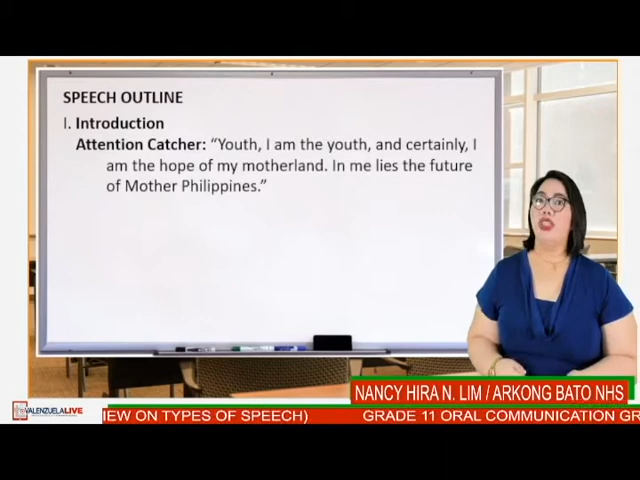 SPEECH OUTLINE
I. Introduction
Attention Catcher: “Youth, I am the youth, and certainly, I
am the hope of my motherland. In me lies the future
of Mother Philippines.”
NANCY HIRA N. LIM / ARKONG BATO NHS
VALENZUELALIVE
IEW ON TYPES OF SPEECH) GRADE 11 ORAL COMMUNICATION GR